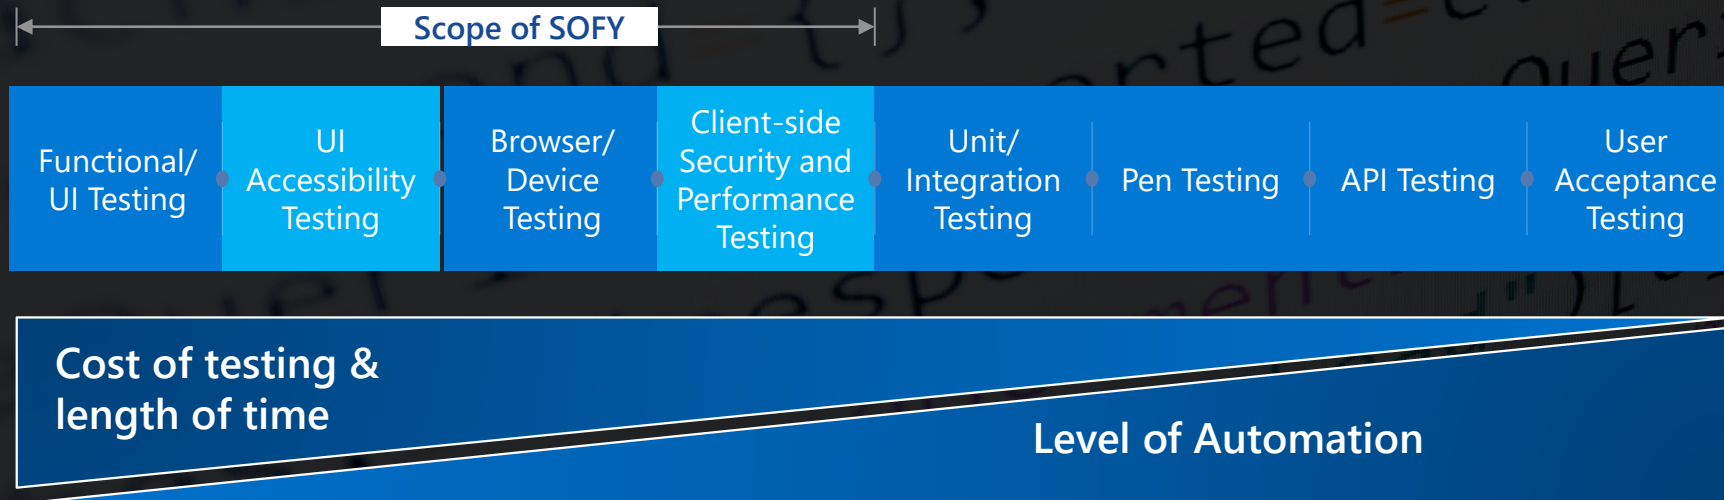 Scope of SOFY
Functional/
UI Testing
UI
Accessibility
Testing
Browser/
Device
Testing
Client-side
Security and
Performance
Testing
Unit/
Integration
Testing
Pen Testing
API Testing
User
Acceptance
Testing
Cost of testing &
length of time
Level of Automation